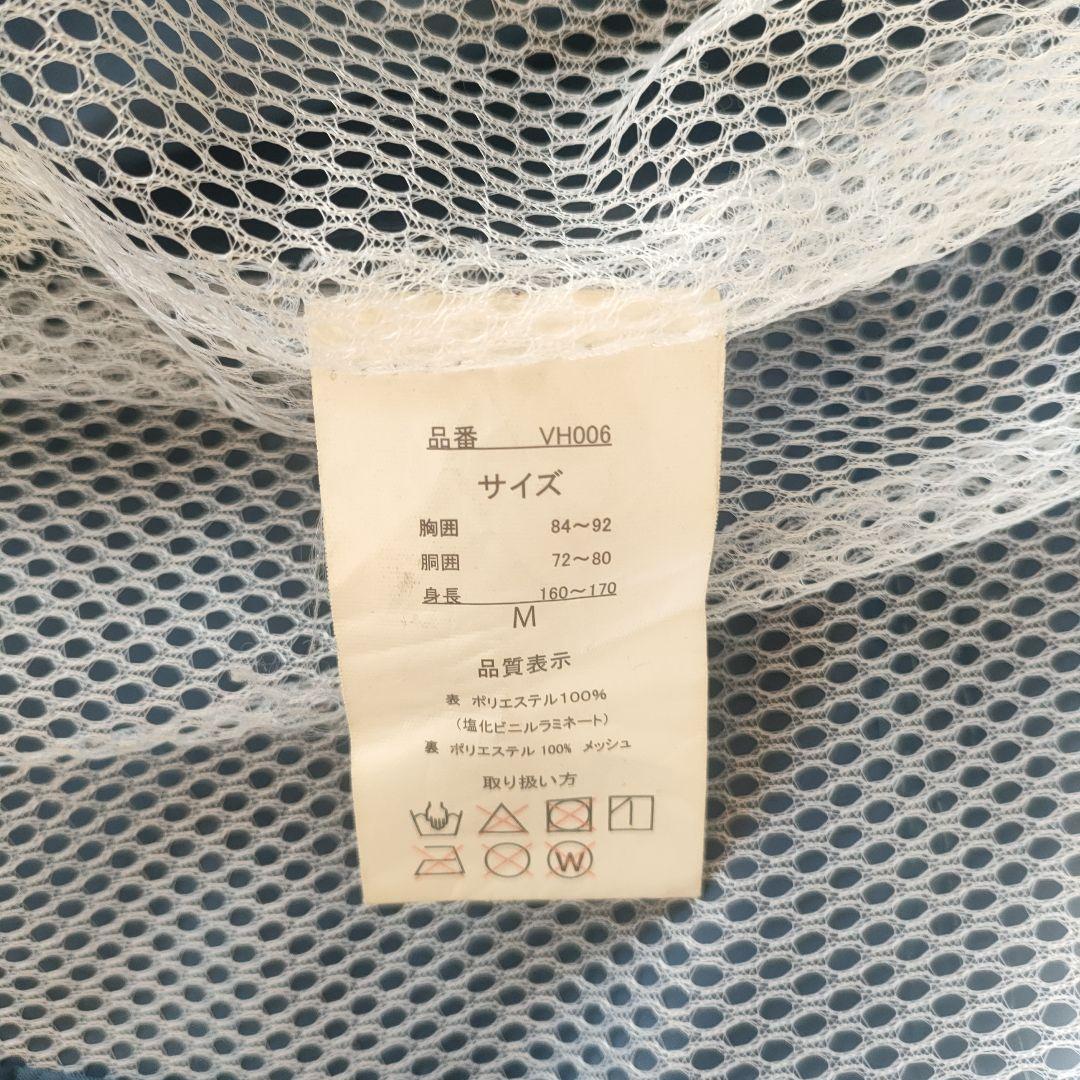 品番 VH006
サイズ
胸囲 84～92
胴囲 72～80
身長 160～170
M
品質表示
表 ポリエステル100%
（塩化ビニルラミネート）
裏 ポリエステル 100% メッシュ
取り扱い方
W